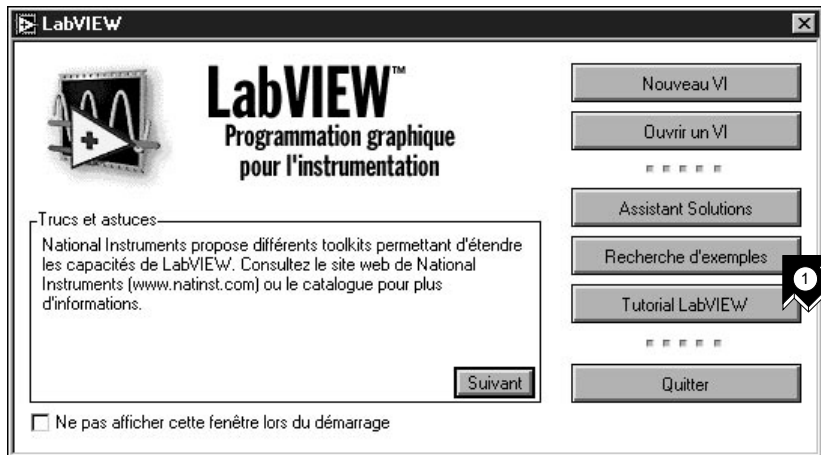 LabVIEW
LabVIEW™
Programmation graphique
pour l'instrumentation
Trucs et astuces
National Instruments propose différents toolkits permettant d'étendre
les capacités de LabVIEW. Consultez le site web de National
Instruments (www.natinst.com) ou le catalogue pour plus
d'informations.
Suivant
Ne pas afficher cette fenêtre lors du démarrage
Nouveau VI
Ouvrir un VI
Assistant Solutions
Recherche d'exemples
1
Tutorial LabVIEW
Quitter